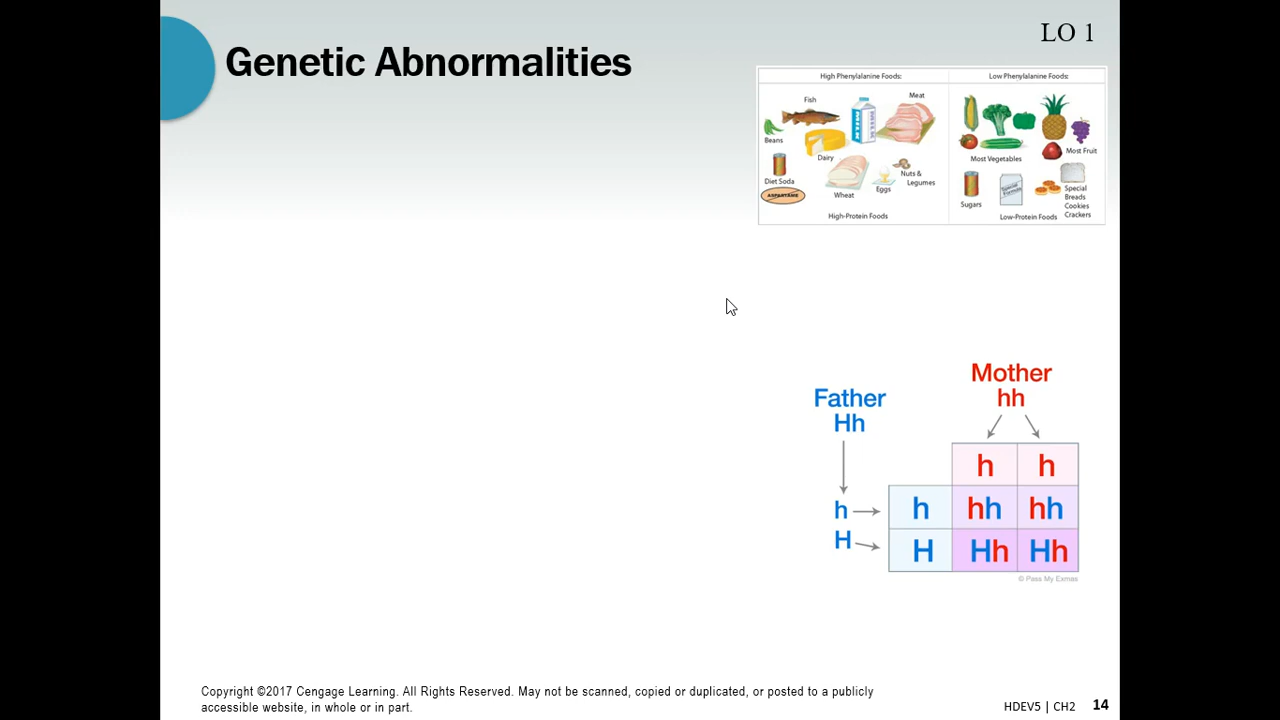 LO 1
Genetic Abnormalities
High Phenylalanine Foods:
Low Phenylalanine Foods:
Fish
Meat
Beans
Dairy
Diet Soda
ASPARTAME
Wheat
Eggs
Nuts &
Legumes
High-Protein Foods
Most Vegetables
Most Fruit
Sugars
Special
Breads
Cookies
Crackers
Low-Protein Foods
Mother
hh
Father
Hh
h h
h h hh hh
H H Hh Hh
© Pass My Exmas
Copyright ©2017 Cengage Learning. All Rights Reserved. May not be scanned, copied or duplicated, or posted to a publicly
accessible website, in whole or in part.
HDEV5 | CH2 14